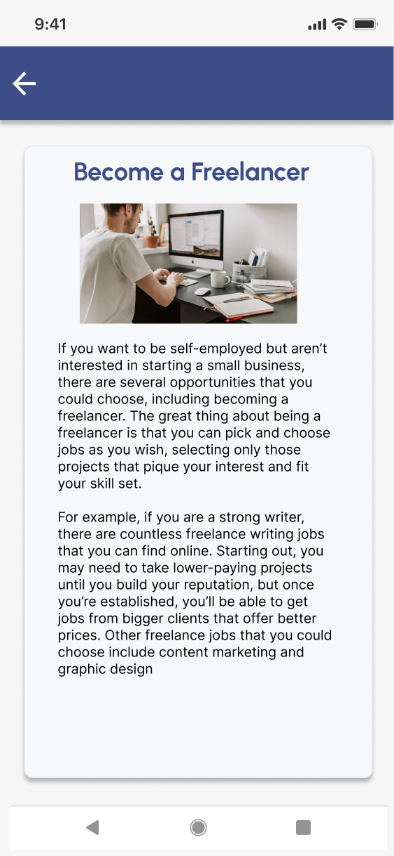 9:41
Become a Freelancer
If you want to be self-employed but aren’t
interested in starting a small business,
there are several opportunities that you
could choose, including becoming a
freelancer. The great thing about being a
freelancer is that you can pick and choose
jobs as you wish, selecting only those
projects that pique your interest and fit
your skill set.
For example, if you are a strong writer,
there are countless freelance writing jobs
that you can find online. Starting out, you
may need to take lower-paying projects
until you build your reputation, but once
you’re established, you’ll be able to get
jobs from bigger clients that offer better
prices. Other freelance jobs that you could
choose include content marketing and
graphic design